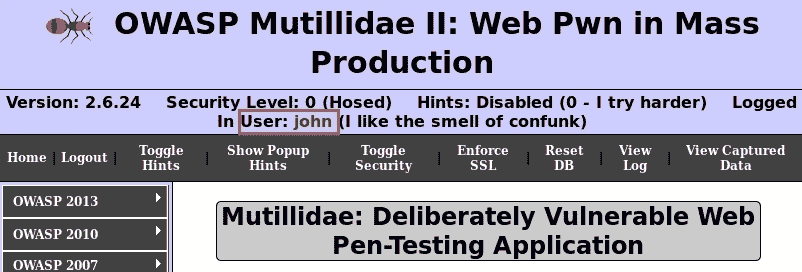 OWASP Mutillidae II: Web Pwn in Mass
Production
Version: 2.6.24 Security Level: 0 (Hosed) Hints: Disabled (0 - I try harder) Logged
In User: john (I like the smell of confunk)
Home Logout Toggle Hints Show Popup Hints Toggle Security Enforce SSL Reset DB View Log View Captured Data
OWASP 2013
OWASP 2010
OWASP 2007
Mutillidae: Deliberately Vulnerable Web
Pen-Testing Application